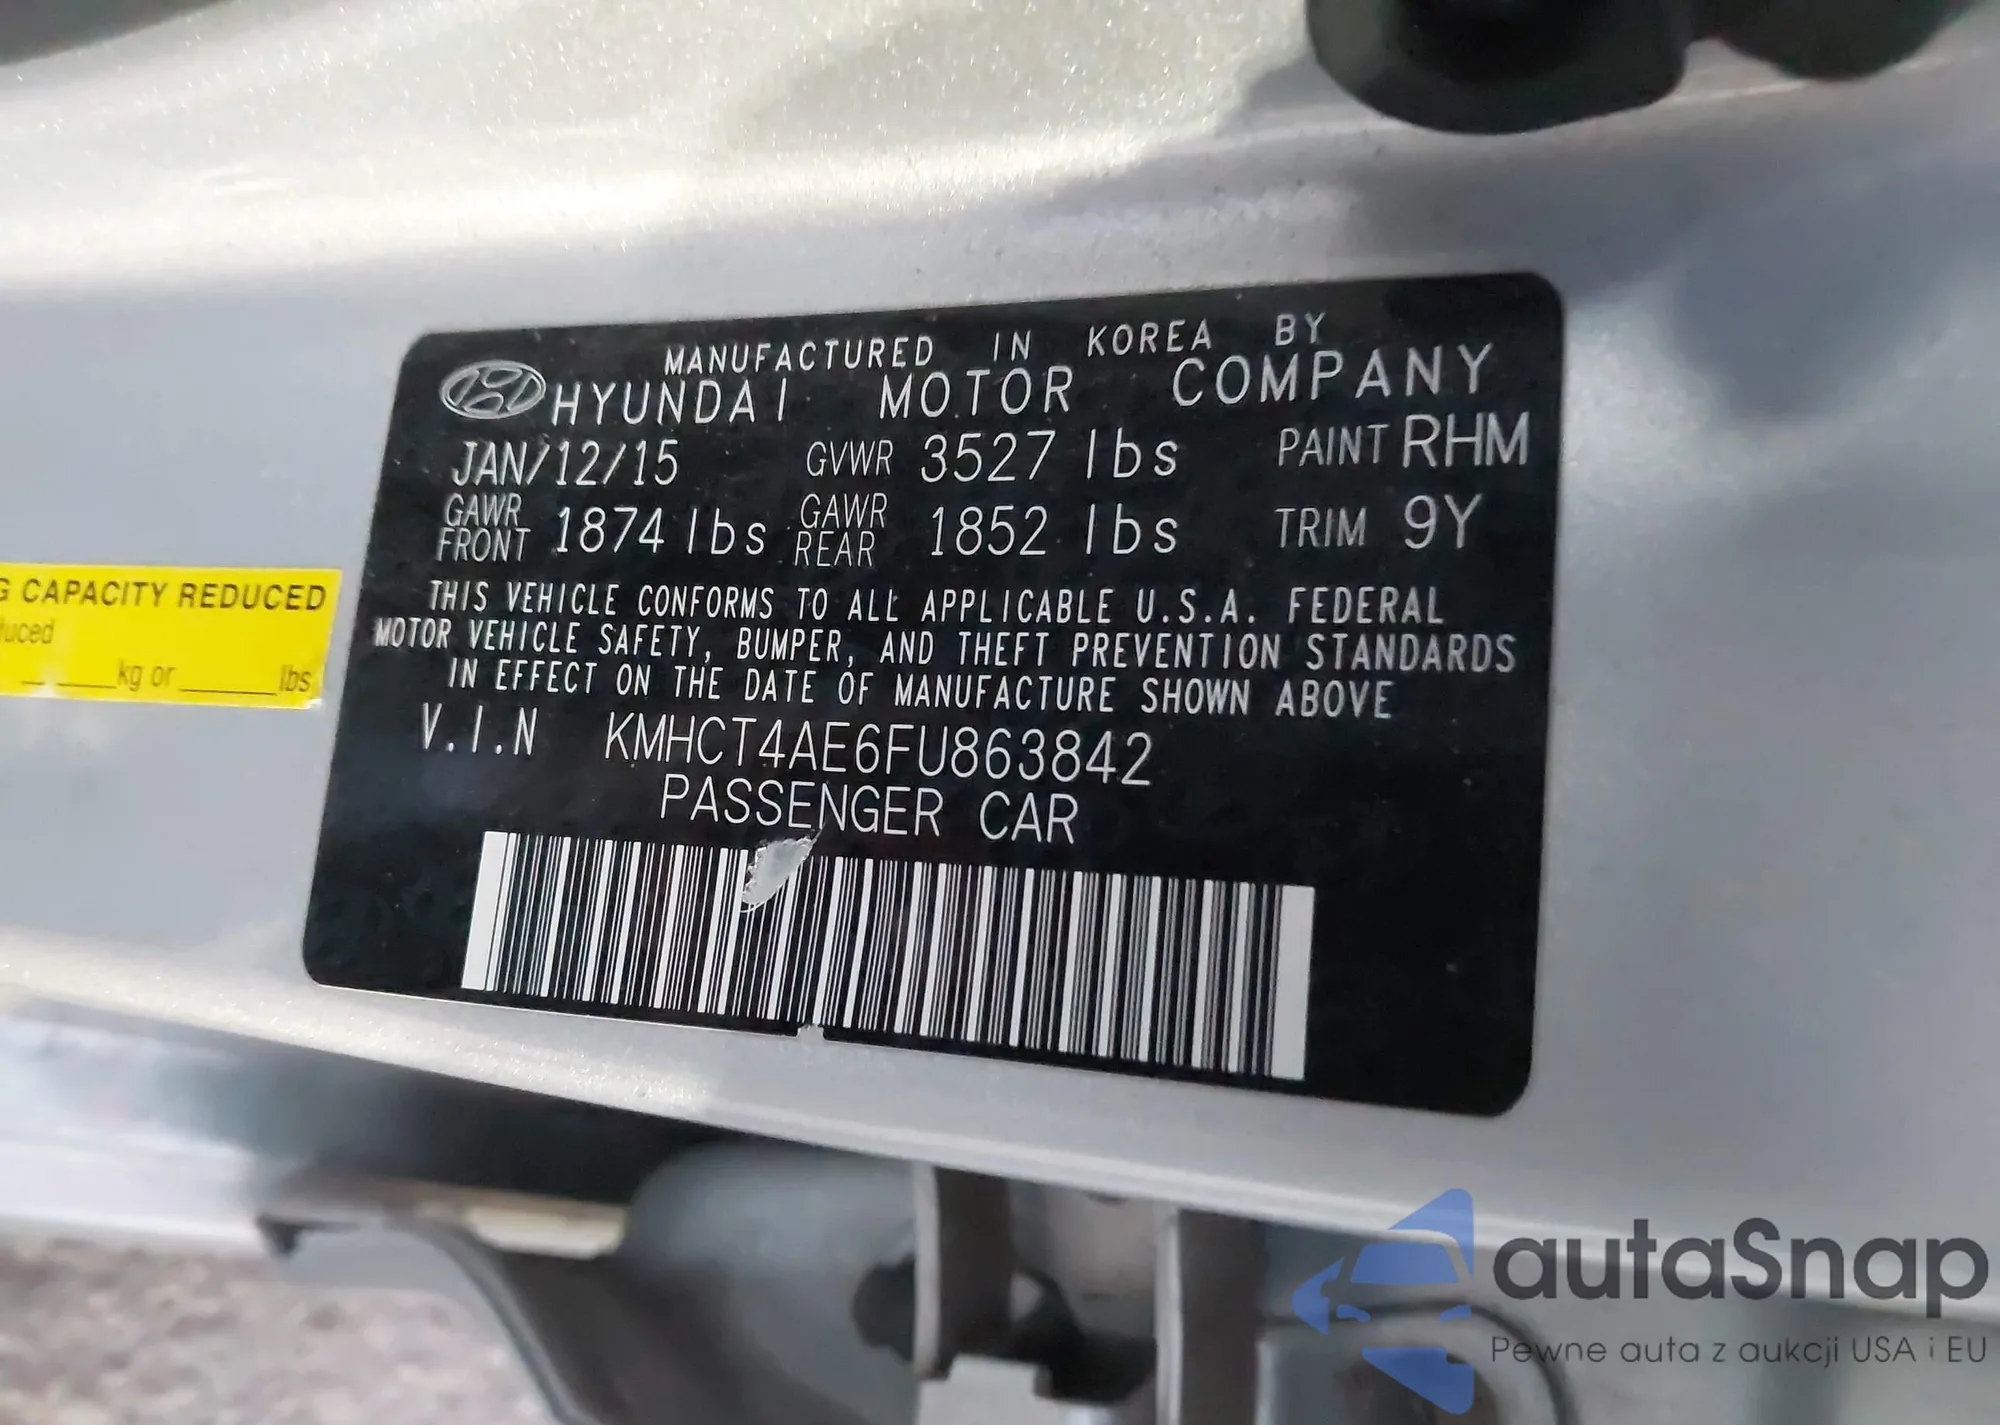 MANUFACTURED IN KOREA BY
HYUNDAI MOTOR COMPANY
JAN/12/15 GVWR 3527 lbs PAINT RHM
GAWR FRONT 1874 lbs GAWR REAR 1852 lbs TRIM 9Y
THIS VEHICLE CONFORMS TO ALL APPLICABLE U.S.A. FEDERAL
MOTOR VEHICLE SAFETY, BUMPER, AND THEFT PREVENTION STANDARDS
IN EFFECT ON THE DATE OF MANUFACTURE SHOWN ABOVE
V.I.N KMHCT4AE6FU863842
PASSENGER CAR
CAPACITY REDUCED
kg or ______lbs
autaSnap
Pewne auta z aukcji USA i EU